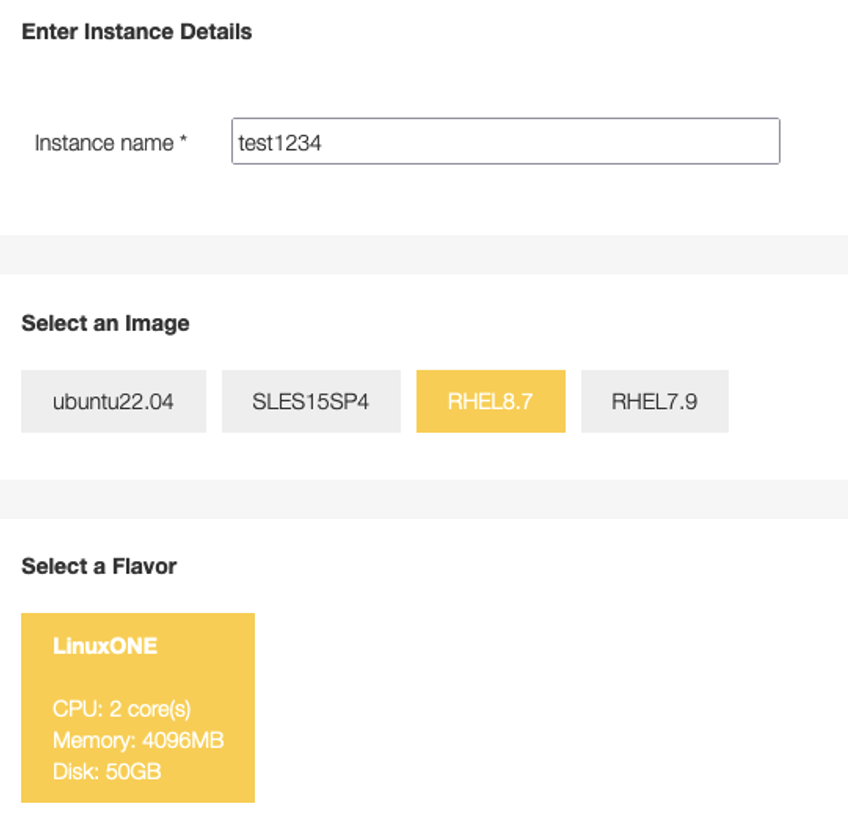 Enter Instance Details
Instance name * test1234
Select an Image
ubuntu22.04 SLES15SP4 RHEL8.7 RHEL7.9
Select a Flavor
LinuxONE
CPU: 2 core(s)
Memory: 4096MB
Disk: 50GB